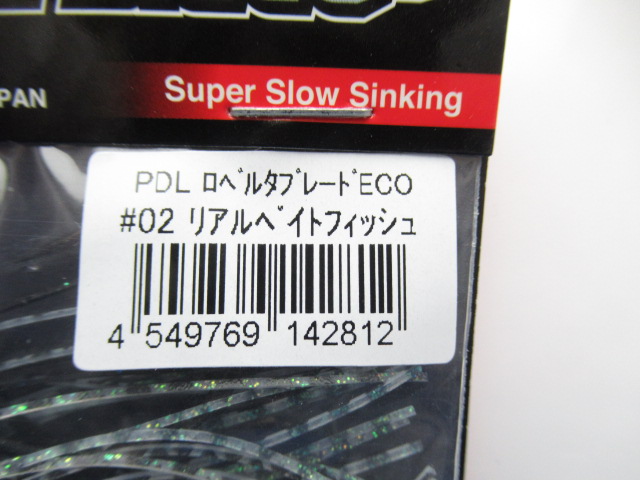 PAN
Super Slow Sinking
PDL ﾛﾍﾞﾙﾀﾌﾞﾚｰﾄﾞECO
#02 ﾘｱﾙﾍﾞｲﾄﾌｨｯｼｭ
4 549769 142812